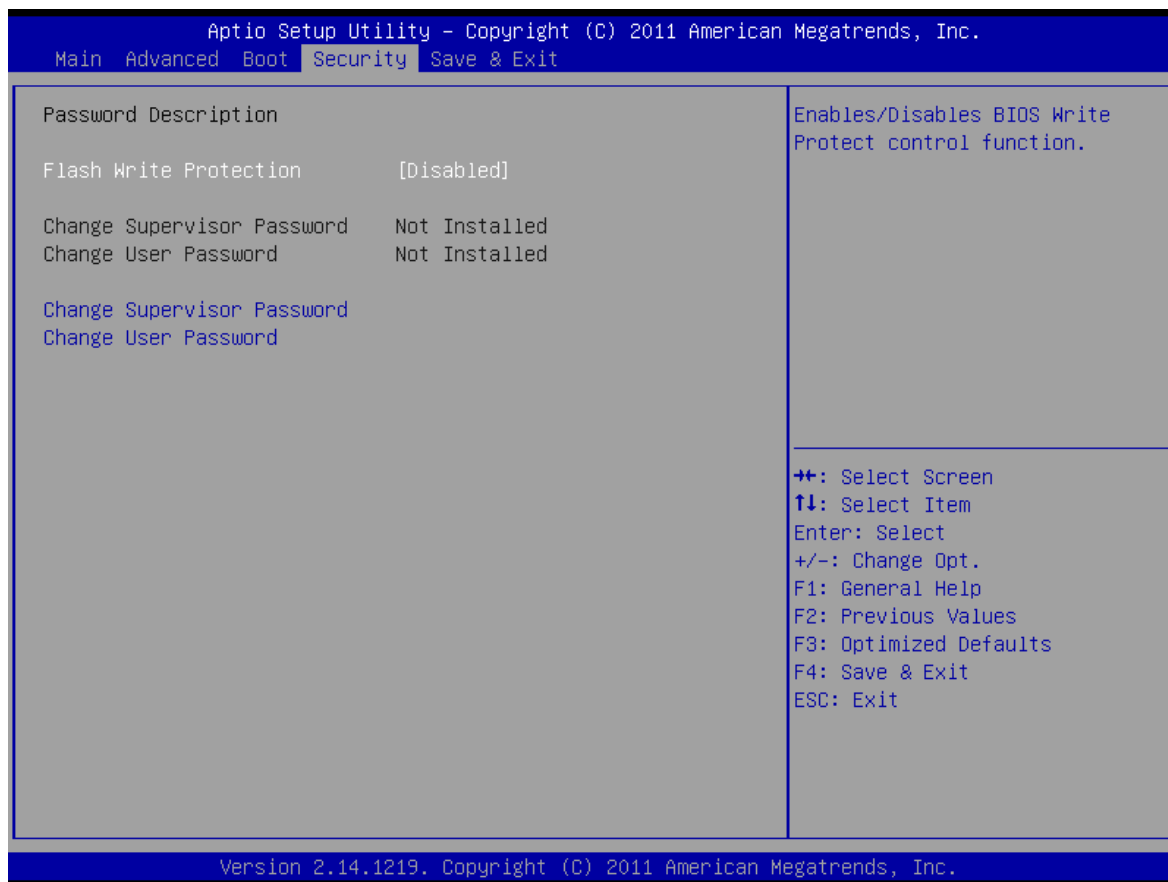 Aptio Setup Utility – Copyright (C) 2011 American Megatrends, Inc.
Main Advanced Boot Security Save & Exit
Password Description
Flash Write Protection [Disabled]
Change Supervisor Password Not Installed
Change User Password Not Installed
Change Supervisor Password
Change User Password
Enables/Disables BIOS Write
Protect control function.
→←: Select Screen
↑↓: Select Item
Enter: Select
+/-: Change Opt.
F1: General Help
F2: Previous Values
F3: Optimized Defaults
F4: Save & Exit
ESC: Exit
Version 2.14.1219. Copyright (C) 2011 American Megatrends, Inc.